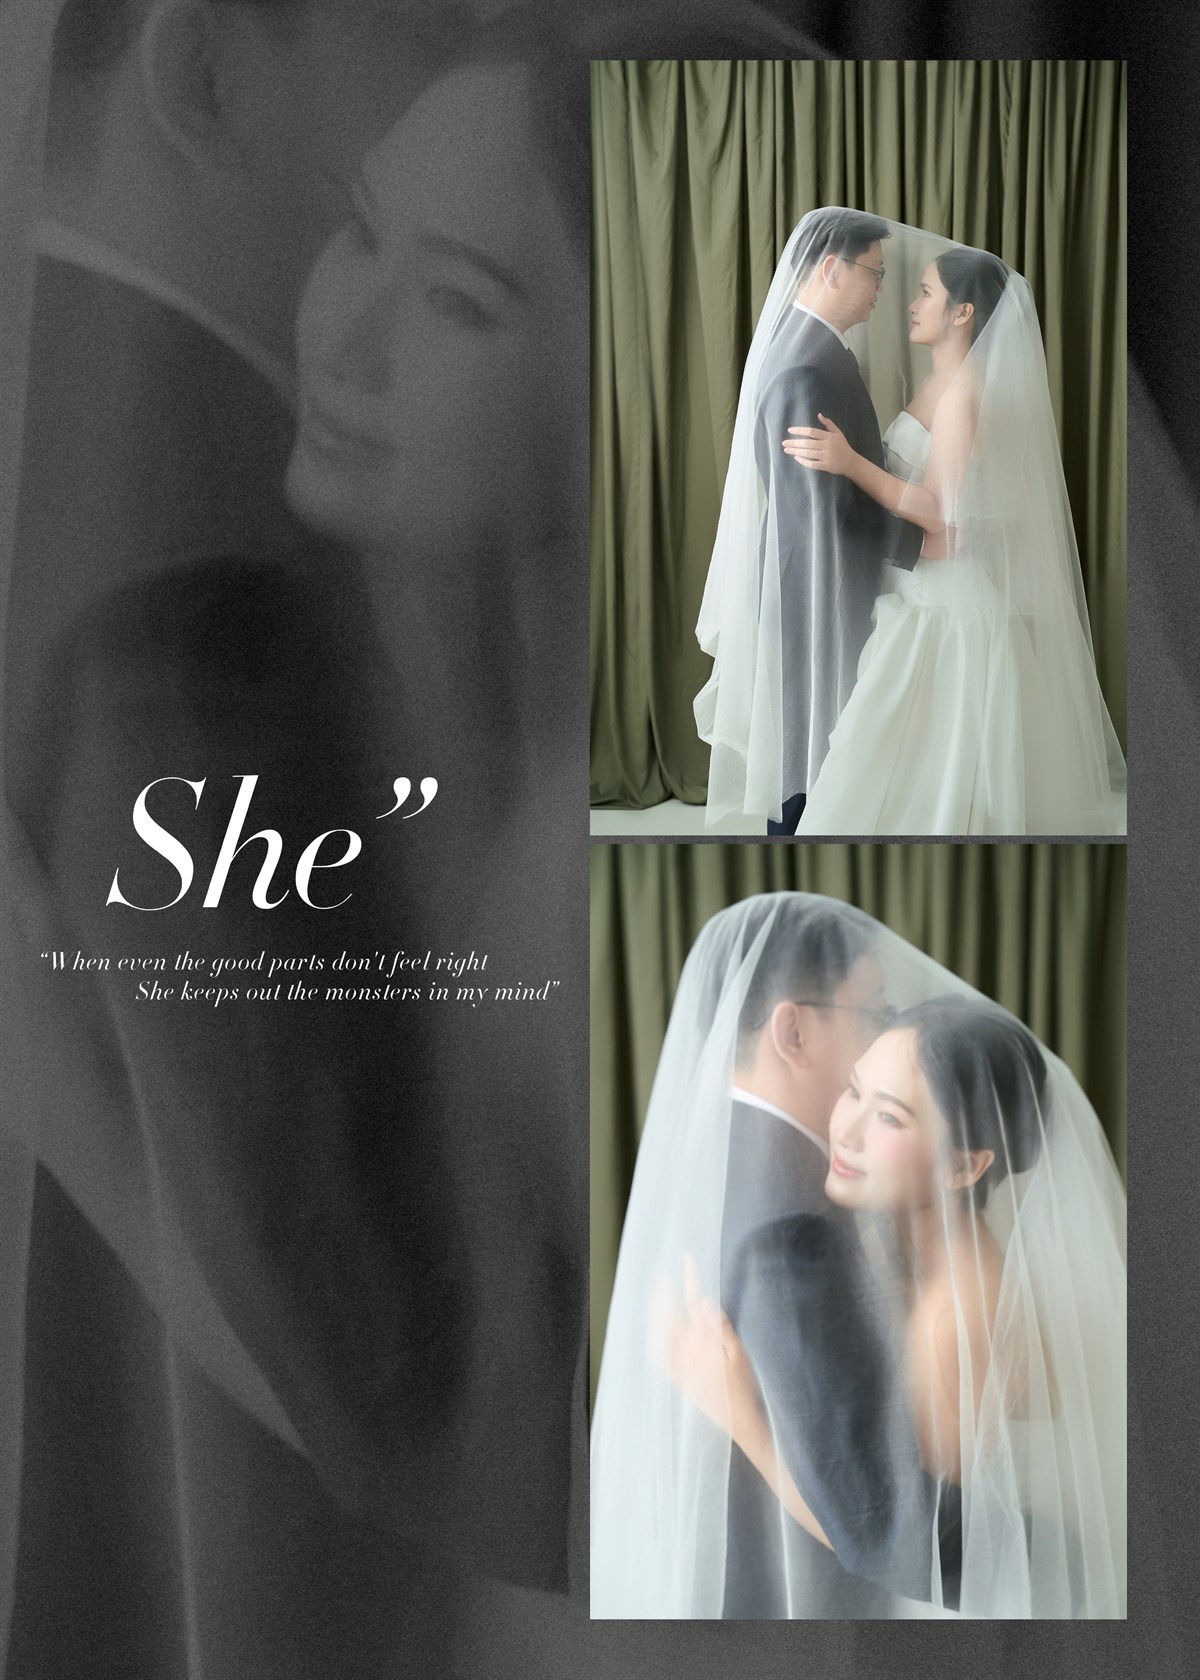 She”
“When even the good parts don't feel right
She keeps out the monsters in my mind”